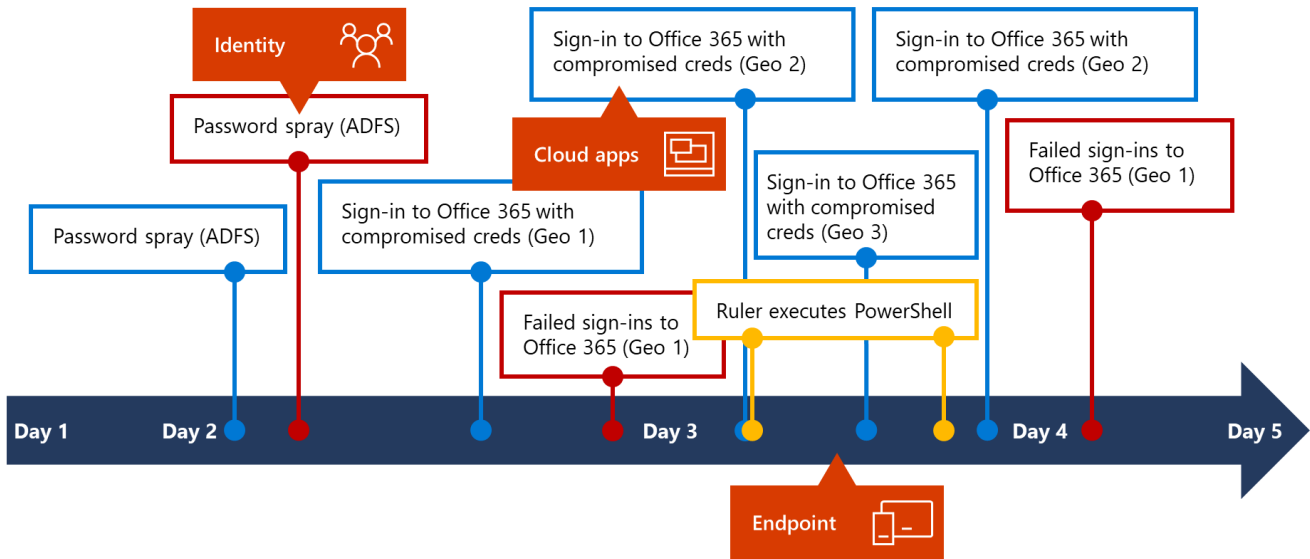 Identity
Password spray (ADFS)
Password spray (ADFS)
Sign-in to Office 365 with
compromised creds (Geo 1)
Sign-in to Office 365 with
compromised creds (Geo 2)
Cloud apps
Failed sign-ins to
Office 365 (Geo 1)
Ruler executes PowerShell
Sign-in to Office 365
with compromised
creds (Geo 3)
Sign-in to Office 365 with
compromised creds (Geo 2)
Failed sign-ins to
Office 365 (Geo 1)
Day 1
Day 2
Day 3
Day 4
Day 5
Endpoint